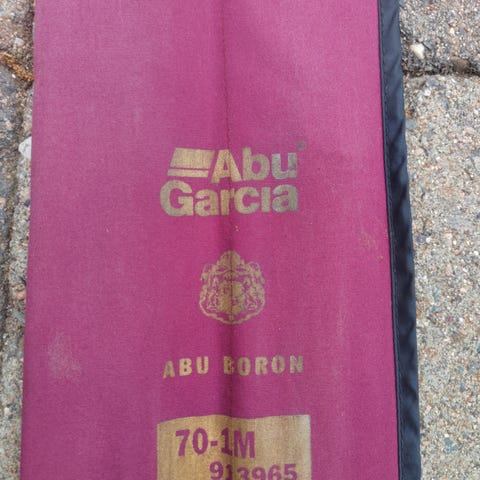 Abu
Garcia
ABU BORON
70-1M
913965